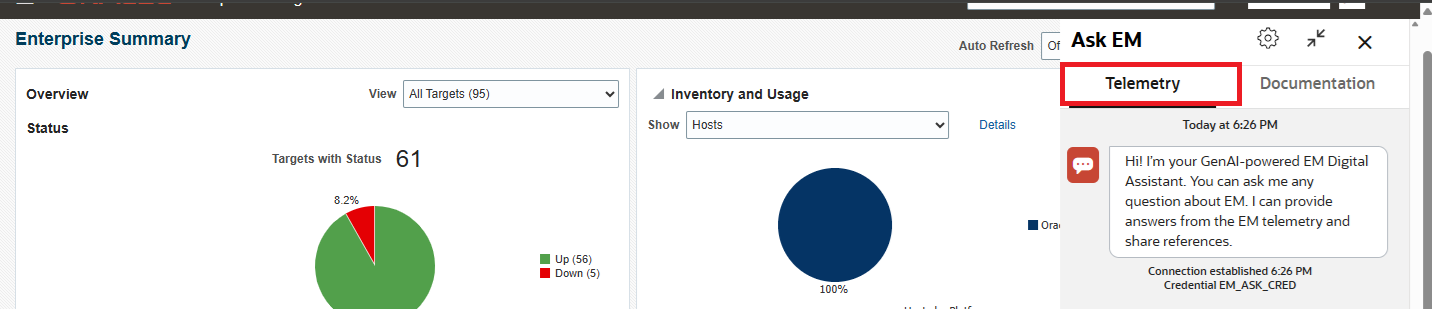 Enterprise Summary
Auto Refresh
Ask EM
Telemetry
Documentation
Overview
View
All Targets (95)
Status
Targets with Status 61
8.2%
Up (56)
Down (5)
Inventory and Usage
Show
Hosts
Details
100%
Today at 6:26 PM
Hi! I'm your GenAI-powered EM Digital
Assistant. You can ask me any
question about EM. I can provide
answers from the EM telemetry and
share references.
Connection established 6:26 PM
Credential EM_ASK_CRED